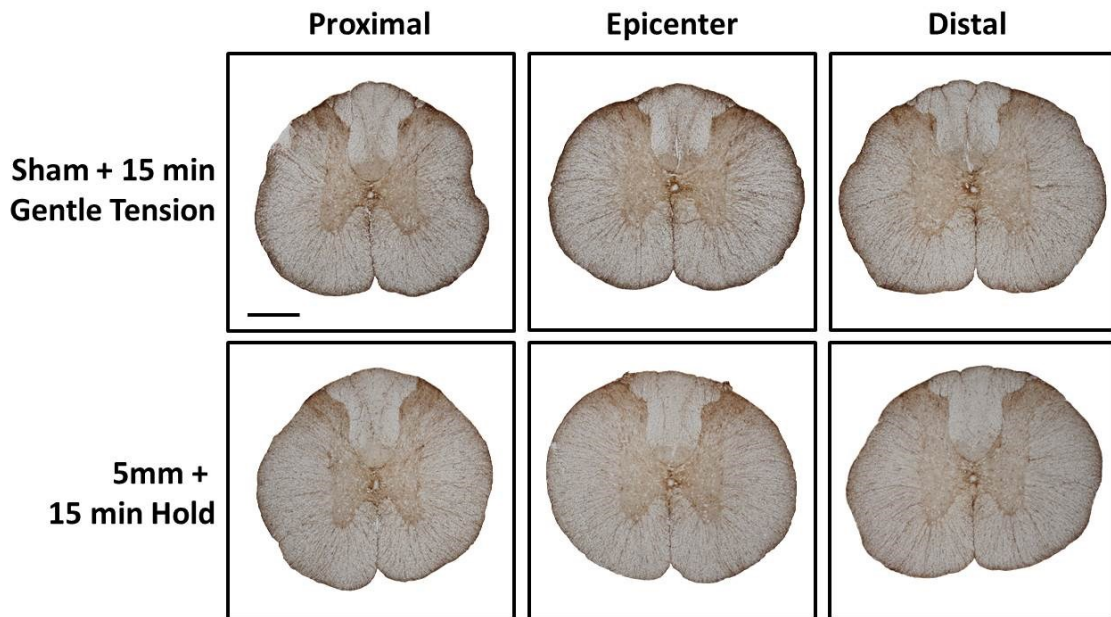 Proximal
Epicenter
Distal
Sham + 15 min
Gentle Tension
5mm +
15 min Hold